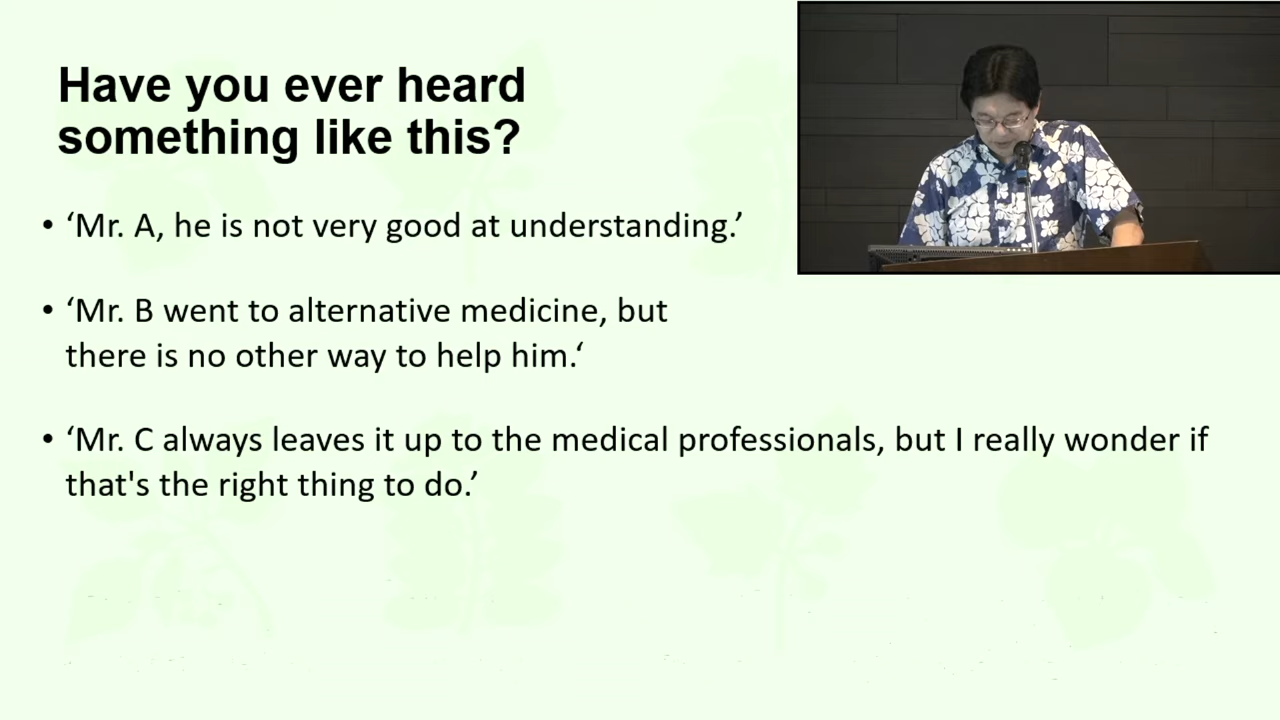 Have you ever heard
something like this?
• ‘Mr. A, he is not very good at understanding.’
• ‘Mr. B went to alternative medicine, but
there is no other way to help him.‘
• ‘Mr. C always leaves it up to the medical professionals, but I really wonder if
that's the right thing to do.’